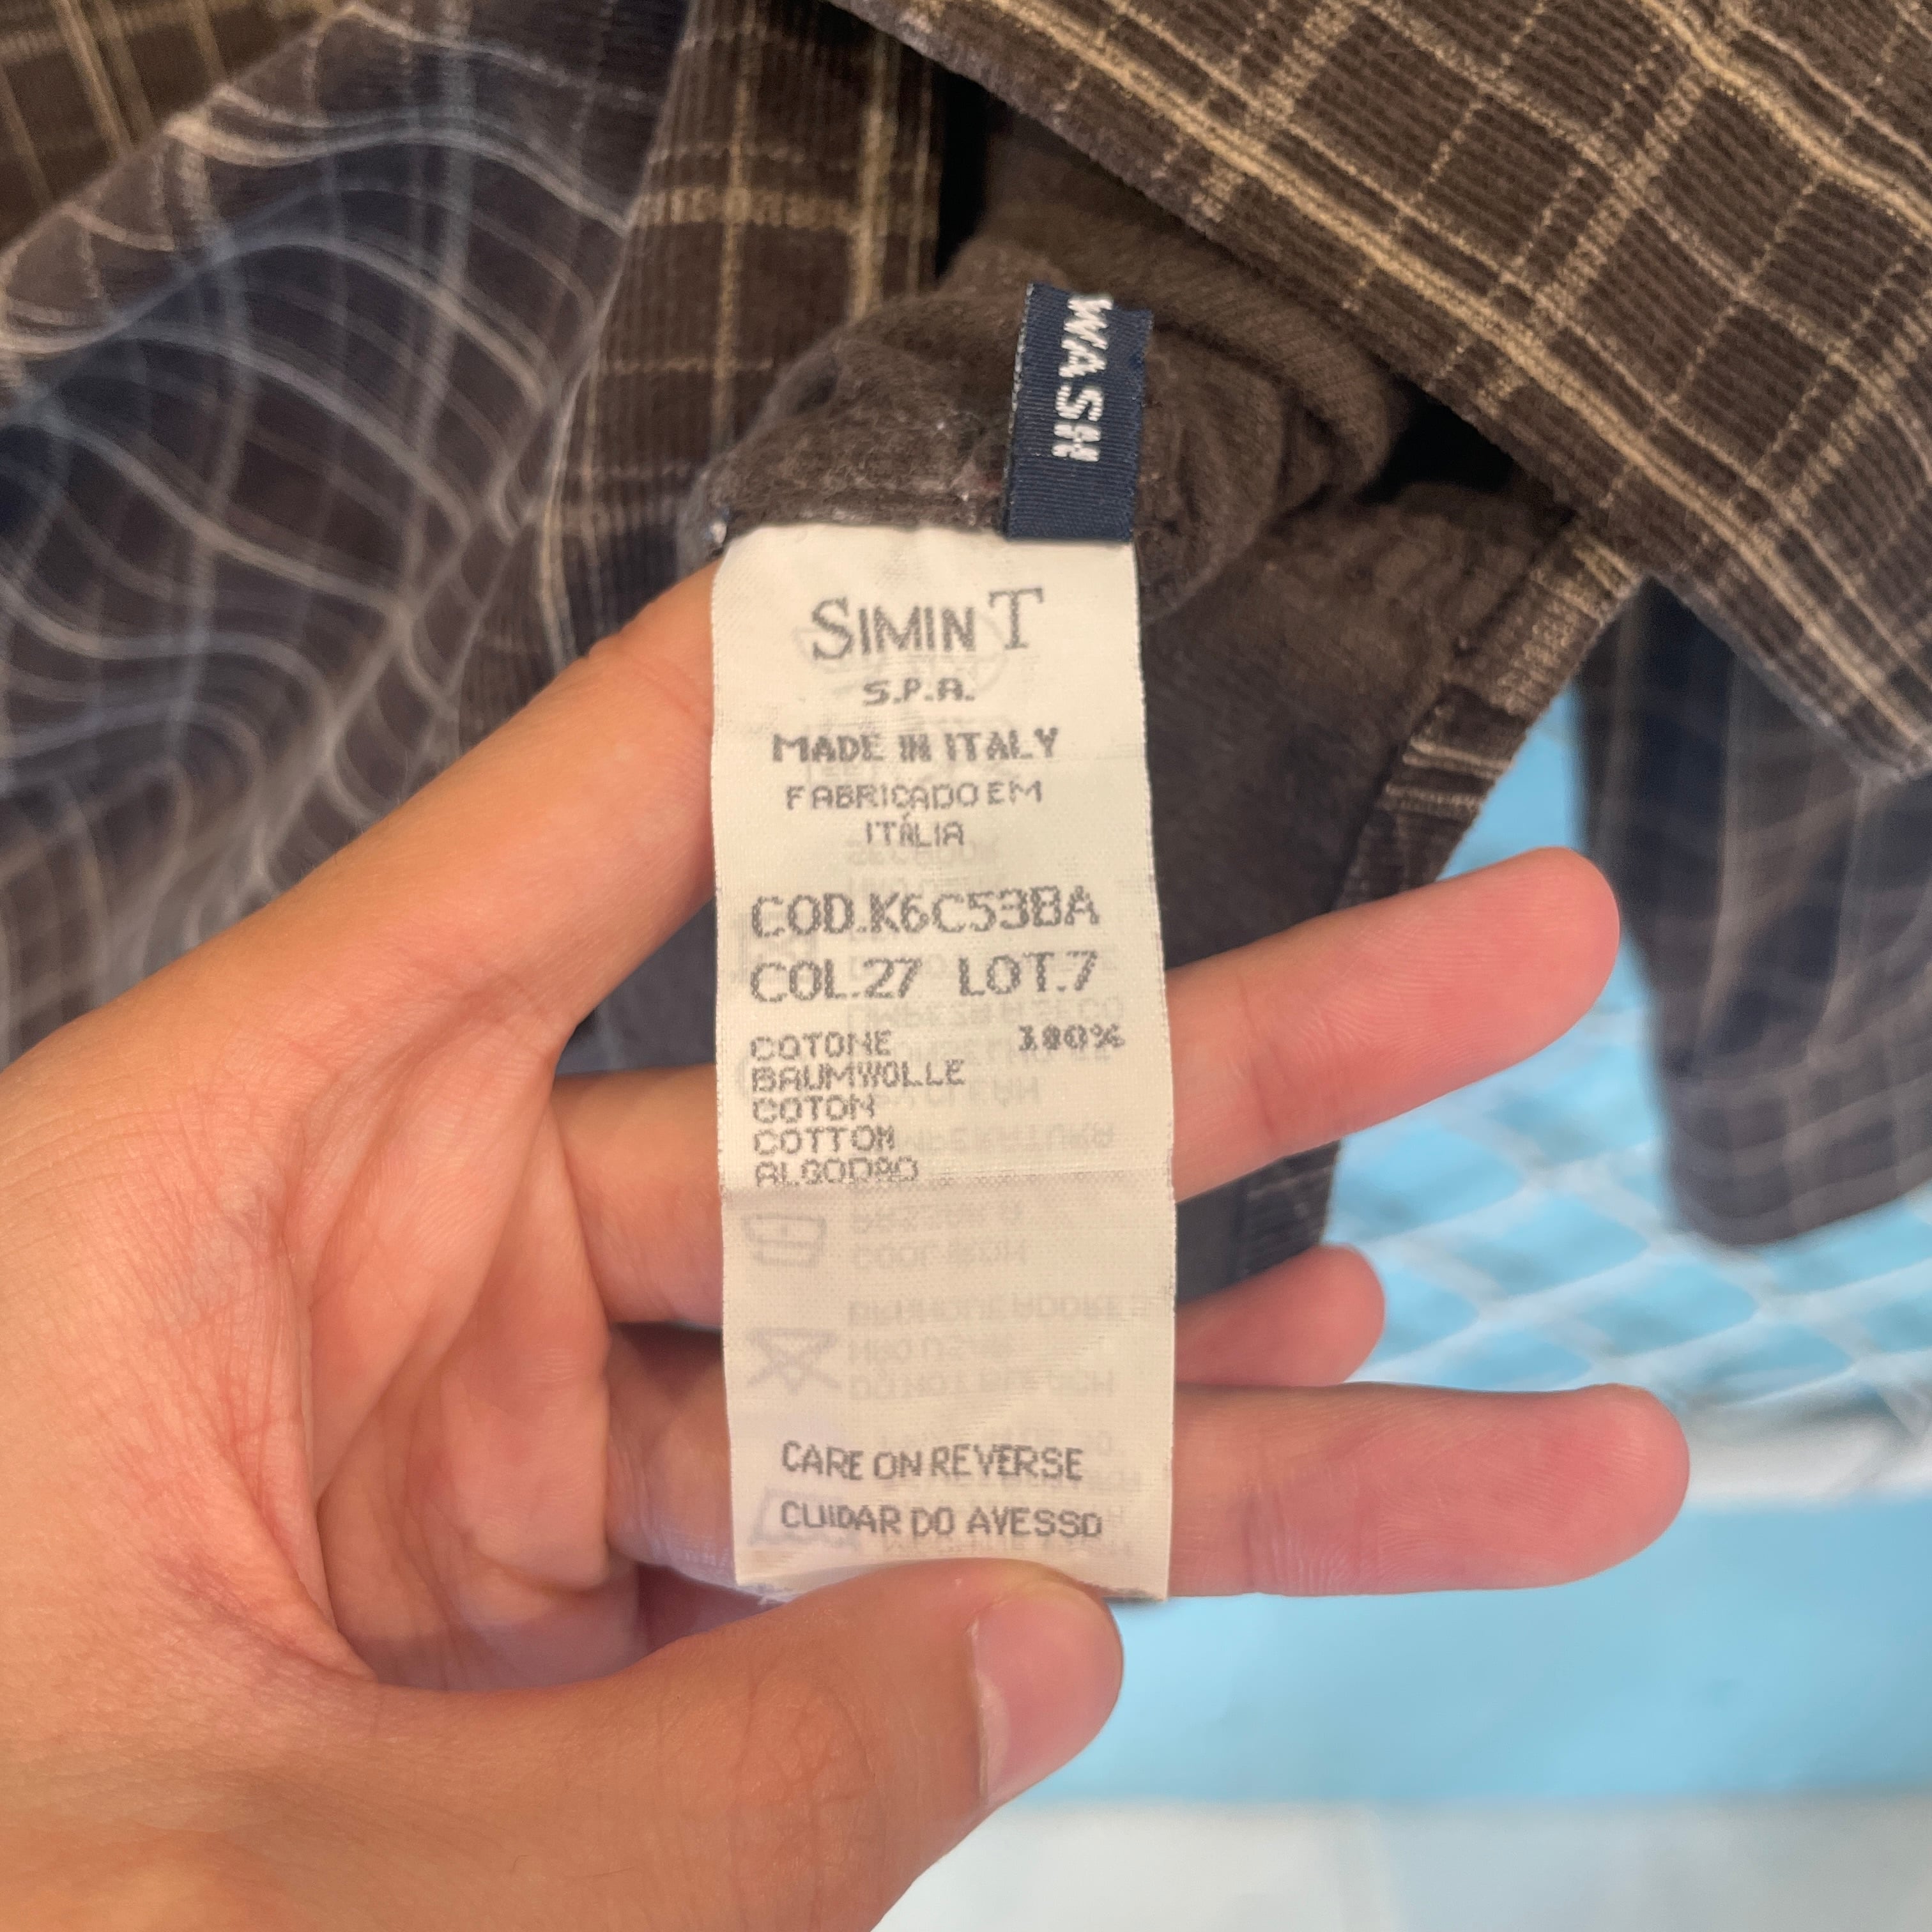 WASH
SIMINT
S.P.A.
MADE IN ITALY
FABRICADO EM
ITÁLIA
COD.K6C53BA
COL.27 LOT.7
COTONE 100%
BAUMWOLLE
COTON
COTTON
ALGODAO
CARE ON REVERSE
CUIDAR DO AVESSO